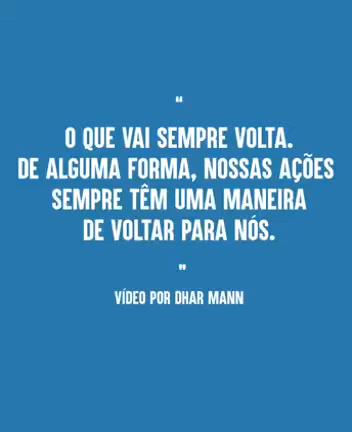 “
O QUE VAI SEMPRE VOLTA.
DE ALGUMA FORMA, NOSSAS AÇÕES
SEMPRE TÊM UMA MANEIRA
DE VOLTAR PARA NÓS.
"
VÍDEO POR DHAR MANN